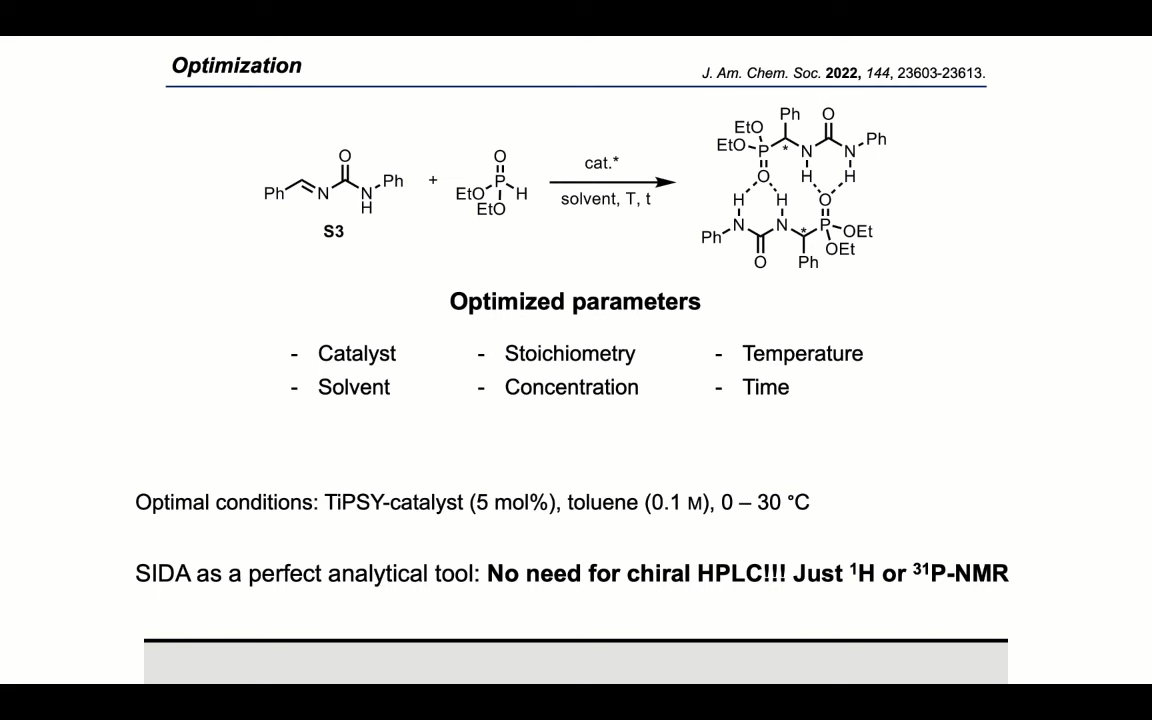 Optimization
J. Am. Chem. Soc. 2022, 144, 23603-23613.
Ph N O N H Ph
S3
+
O EtO P H EtO
cat.*
solvent, T, t
EtO EtO P O Ph * N H O N H Ph
Ph N H O N H * Ph O P OEt OEt
Optimized parameters
- Catalyst - Stoichiometry - Temperature
- Solvent - Concentration - Time
Optimal conditions: TiPSY-catalyst (5 mol%), toluene (0.1 M), 0 – 30 °C
SIDA as a perfect analytical tool: No need for chiral HPLC!!! Just ¹H or ³¹P-NMR